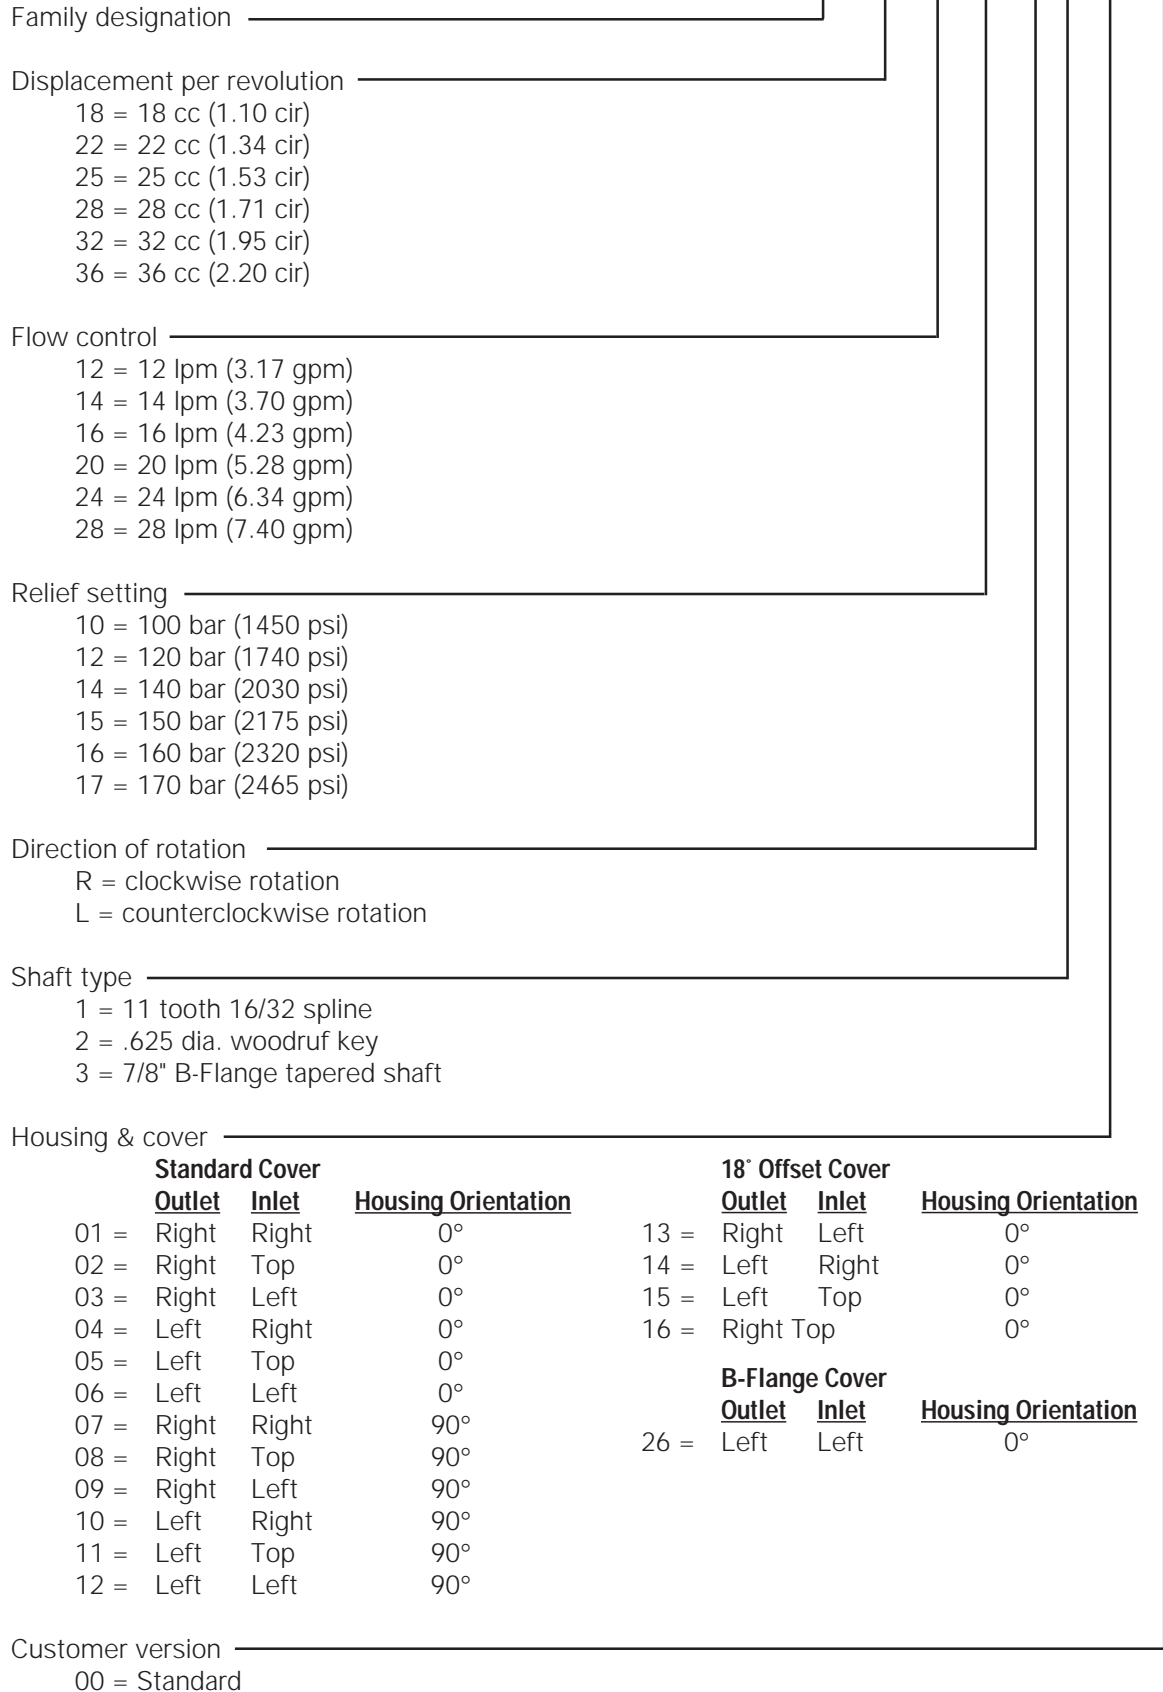 Family designation
Displacement per revolution
18 = 18 cc (1.10 cir)
22 = 22 cc (1.34 cir)
25 = 25 cc (1.53 cir)
28 = 28 cc (1.71 cir)
32 = 32 cc (1.95 cir)
36 = 36 cc (2.20 cir)
Flow control
12 = 12 lpm (3.17 gpm)
14 = 14 lpm (3.70 gpm)
16 = 16 lpm (4.23 gpm)
20 = 20 lpm (5.28 gpm)
24 = 24 lpm (6.34 gpm)
28 = 28 lpm (7.40 gpm)
Relief setting
10 = 100 bar (1450 psi)
12 = 120 bar (1740 psi)
14 = 140 bar (2030 psi)
15 = 150 bar (2175 psi)
16 = 160 bar (2320 psi)
17 = 170 bar (2465 psi)
Direction of rotation
R = clockwise rotation
L = counterclockwise rotation
Shaft type
1 = 11 tooth 16/32 spline
2 = .625 dia. woodruf key
3 = 7/8" B-Flange tapered shaft
Housing & cover
Standard Cover
Outlet Inlet Housing Orientation
01 = Right Right 0°
02 = Right Top 0°
03 = Right Left 0°
04 = Left Right 0°
05 = Left Top 0°
06 = Left Left 0°
07 = Right Right 90°
08 = Right Top 90°
09 = Right Left 90°
10 = Left Right 90°
11 = Left Top 90°
12 = Left Left 90°
18° Offset Cover
Outlet Inlet Housing Orientation
13 = Right Left 0°
14 = Left Right 0°
15 = Left Top 0°
16 = Right Top 0°
B-Flange Cover
Outlet Inlet Housing Orientation
26 = Left Left 0°
Customer version
00 = Standard